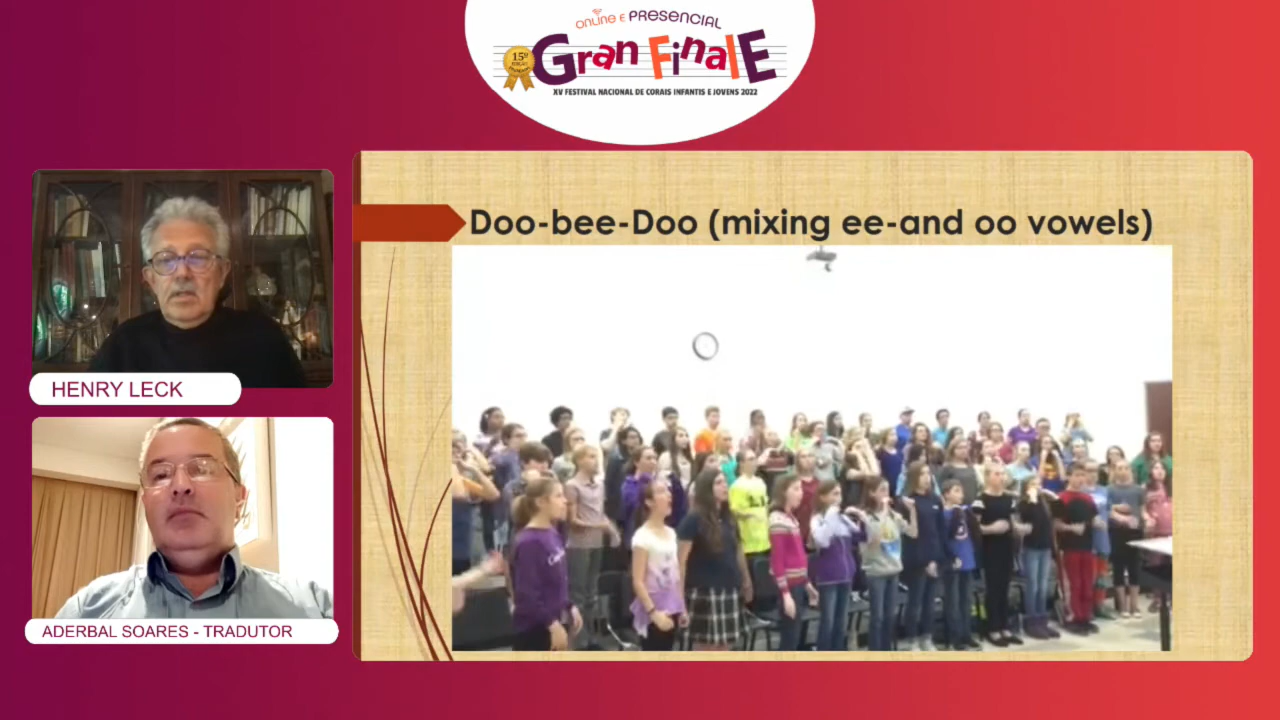 ONLINE E PRESENCIAL
15ª
EDIÇÃO
Gran FinalE
XV FESTIVAL NACIONAL DE CORAIS INFANTIS E JOVENS 2022
Doo-bee-Doo (mixing ee-and oo vowels)
HENRY LECK
ADERBAL SOARES - TRADUTOR